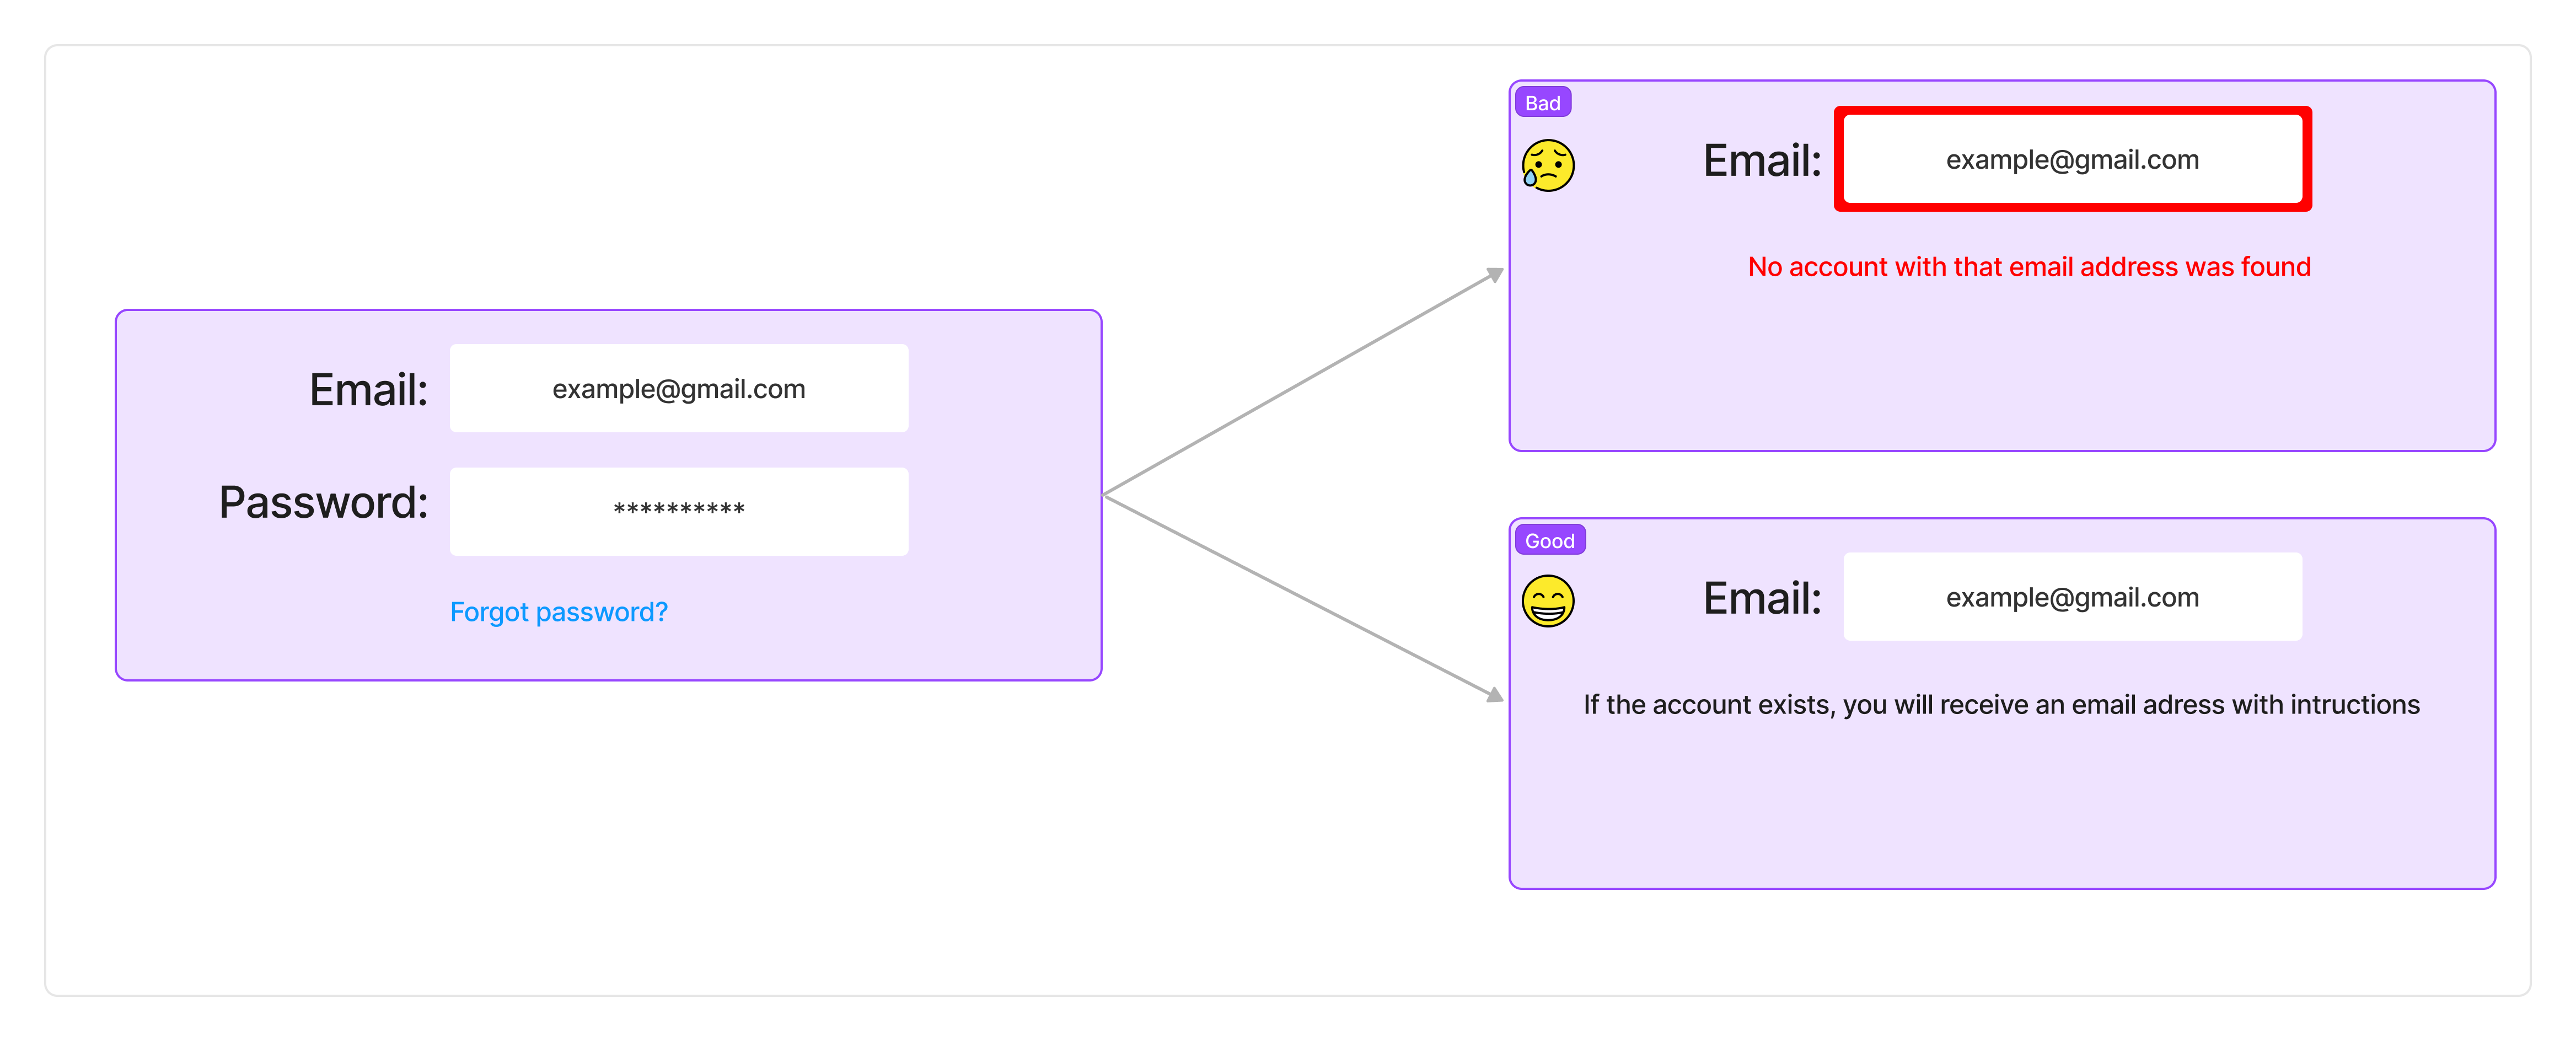 Email:
example@gmail.com
Password:
**********
Forgot password?
Bad
Email:
example@gmail.com
No account with that email address was found
Good
Email:
example@gmail.com
If the account exists, you will receive an email adress with intructions